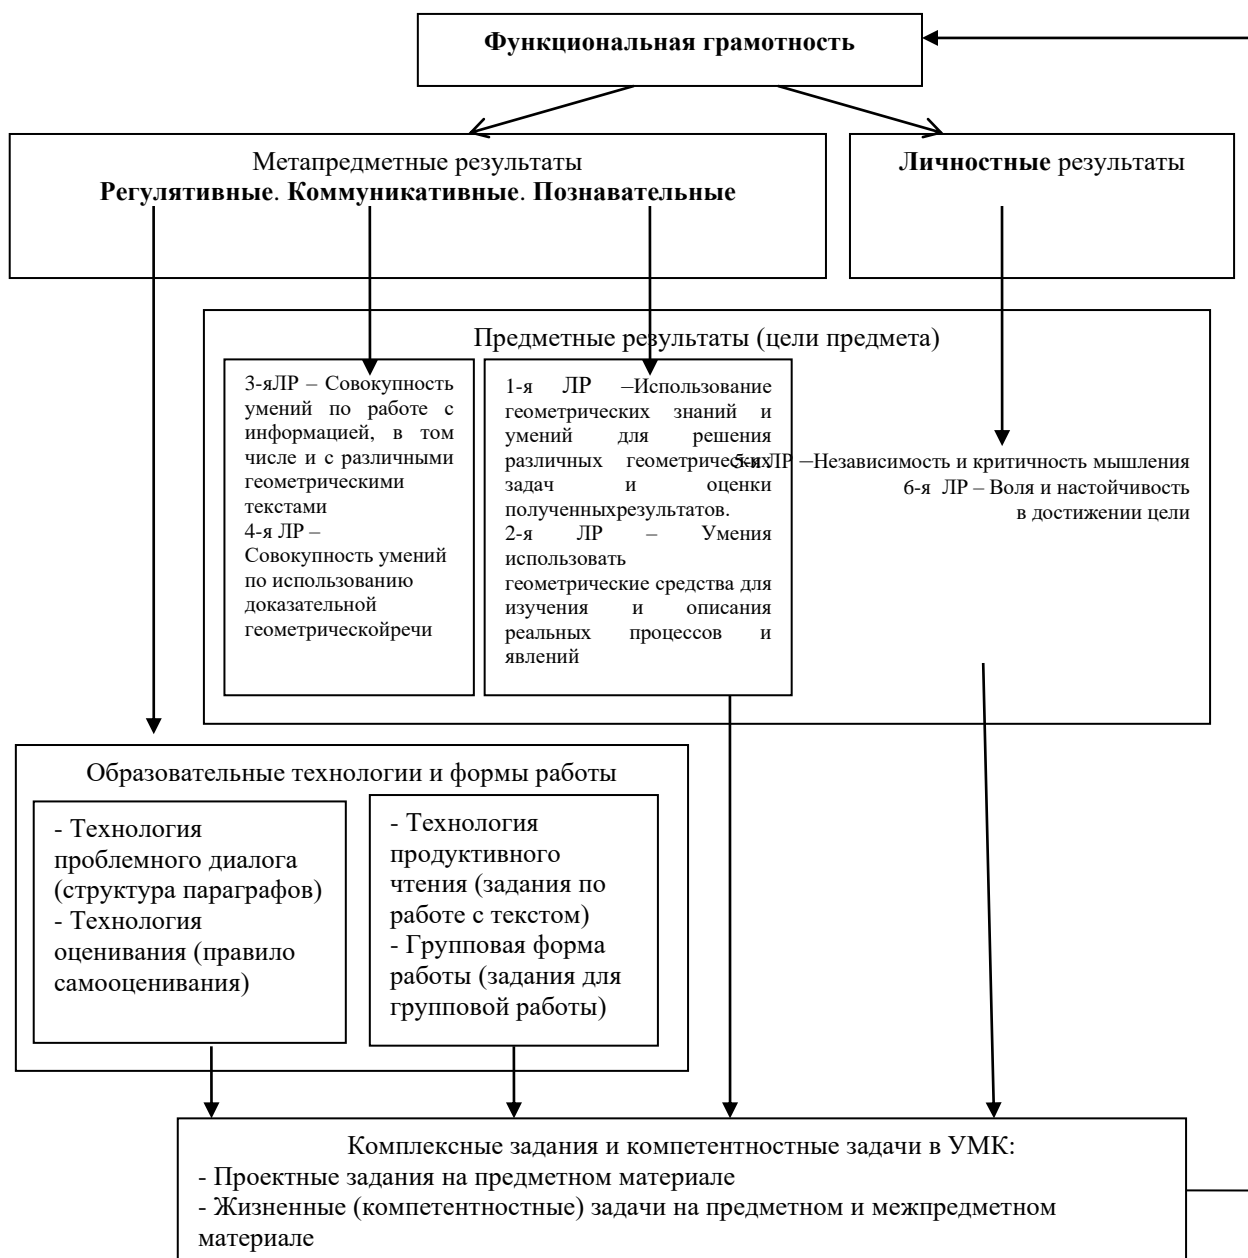 Функциональная грамотность
Метапредметные результаты
Регулятивные. Коммуникативные. Познавательные
Личностные результаты
Предметные результаты (цели предмета)
3-яЛР – Совокупность
умений по работе с
информацией, в том
числе и с различными
геометрическими
текстами
4-я ЛР –
Совокупность умений
по использованию
доказательной
геометрическойречи
1-я ЛР –Использование
геометрических знаний и
умений для решения
различных геометрических
задач и оценки
полученныхрезультатов.
2-я ЛР – Умения
использовать
геометрические средства для
изучения и описания
реальных процессов и
явлений
5-я ЛР –Независимость и критичность мышления
6-я ЛР – Воля и настойчивость
в достижении цели
Образовательные технологии и формы работы
- Технология
проблемного диалога
(структура параграфов)
- Технология
оценивания (правило
самооценивания)
- Технология
продуктивного
чтения (задания по
работе с текстом)
- Групповая форма
работы (задания для
групповой работы)
Комплексные задания и компетентностные задачи в УМК:
- Проектные задания на предметном материале
- Жизненные (компетентностные) задачи на предметном и межпредметном
материале